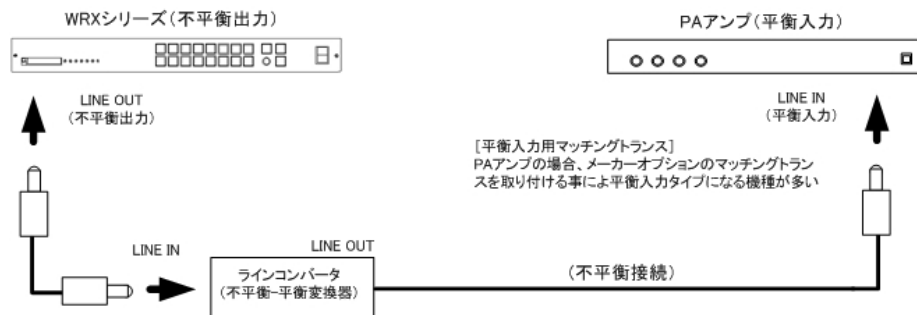 WRXシリーズ(不平衡出力)
PAアンプ(平衡入力)
LINE OUT
(不平衡出力)
LINE IN
(平衡入力)
[平衡入力用マッチングトランス]
PAアンプの場合、メーカーオプションのマッチングトラン
スを取り付ける事によ平衡入力タイプになる機種が多い
LINE IN
LINE OUT
ラインコンバータ
(不平衡-平衡変換器)
(不平衡接続)